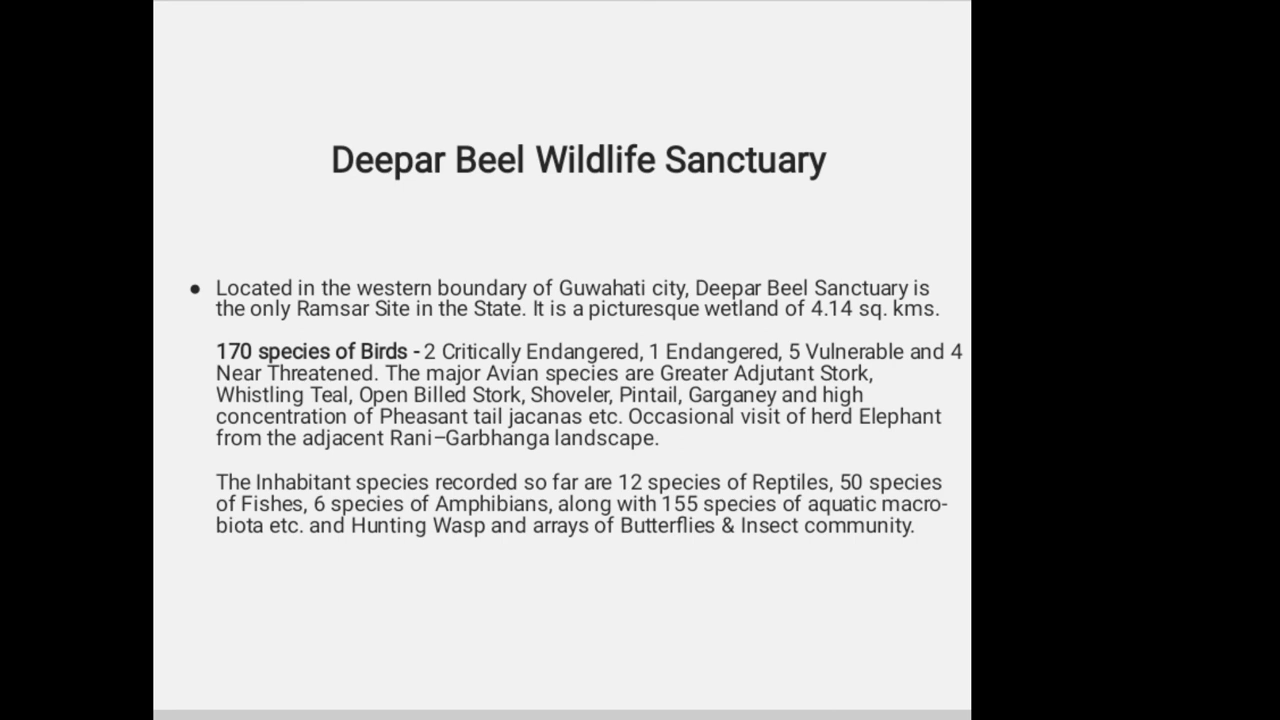 Deepar Beel Wildlife Sanctuary
● Located in the western boundary of Guwahati city, Deepar Beel Sanctuary is
the only Ramsar Site in the State. It is a picturesque wetland of 4.14 sq. kms.
170 species of Birds - 2 Critically Endangered, 1 Endangered, 5 Vulnerable and 4
Near Threatened. The major Avian species are Greater Adjutant Stork,
Whistling Teal, Open Billed Stork, Shoveler, Pintail, Garganey and high
concentration of Pheasant tail jacanas etc. Occasional visit of herd Elephant
from the adjacent Rani–Garbhanga landscape.
The Inhabitant species recorded so far are 12 species of Reptiles, 50 species
of Fishes, 6 species of Amphibians, along with 155 species of aquatic macro-
biota etc. and Hunting Wasp and arrays of Butterflies & Insect community.